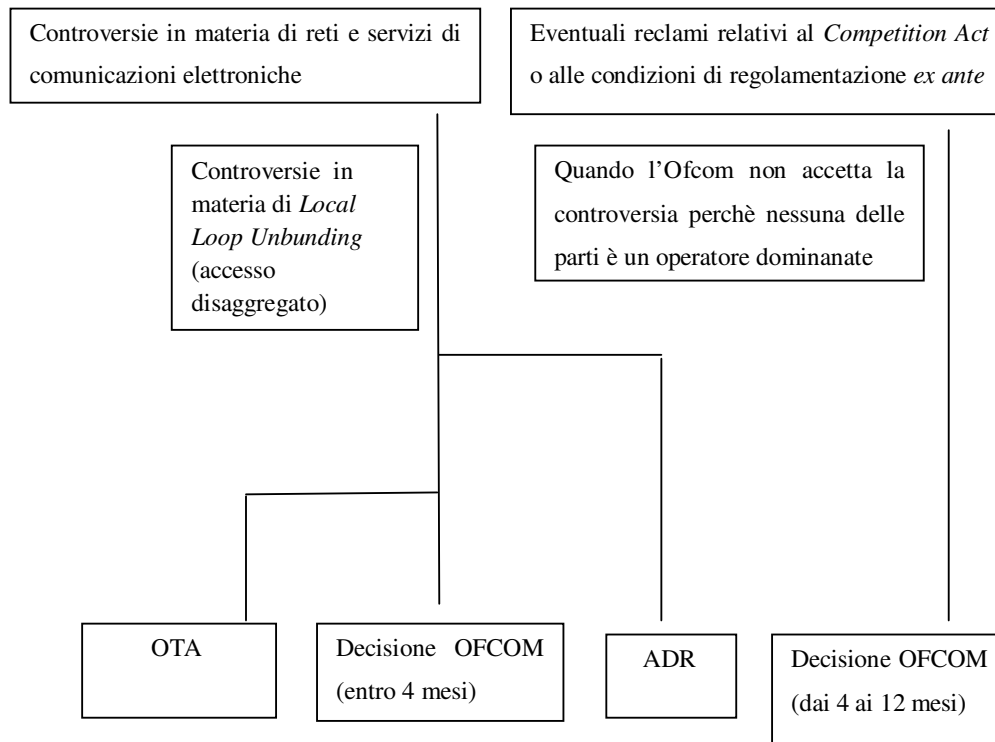 Controversie in materia di reti e servizi di
comunicazioni elettroniche
Eventuali reclami relativi al Competition Act
o alle condizioni di regolamentazione ex ante
Controversie in
materia di Local
Loop Unbunding
(accesso
disaggregato)
Quando l'Ofcom non accetta la
controversia perchè nessuna delle
parti è un operatore dominanate
OTA
Decisione OFCOM
(entro 4 mesi)
ADR
Decisione OFCOM
(dai 4 ai 12 mesi)